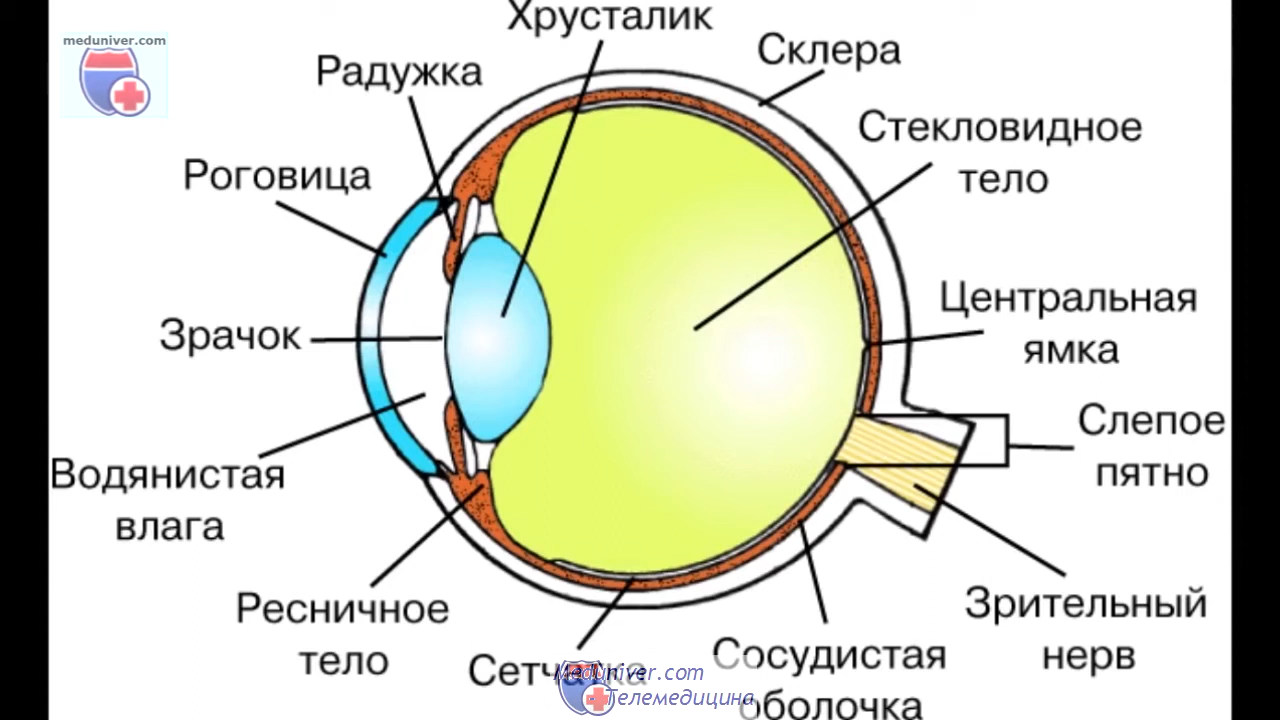 meduniver.com
Хрусталик
Склера
Радужка
Стекловидное
тело
Роговица
Центральная
ямка
Зрачок
Слепое
пятно
Водянистая
влага
Ресничное
тело
Зрительный
нерв
Сетчатка
Сосудистая
оболочка
Meduniver.com
Телемедицина